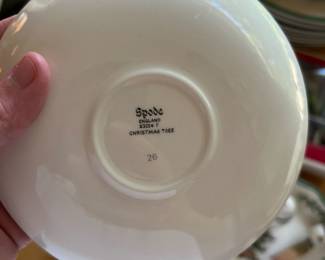 Spode
ENGLAND
S3324 T
CHRISTMAS TREE
26